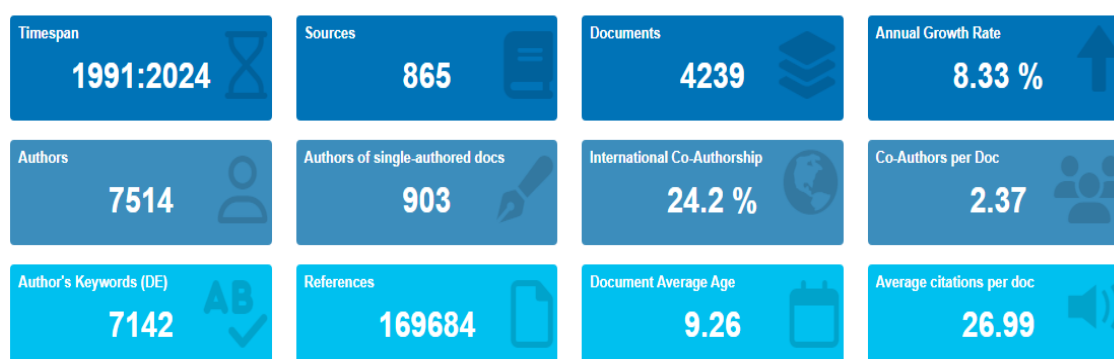 Timespan
1991:2024
Sources
865
Documents
4239
Annual Growth Rate
8.33 %
Authors
7514
Authors of single-authored docs
903
International Co-Authorship
24.2 %
Co-Authors per Doc
2.37
Author's Keywords (DE)
7142
AB
References
169684
Document Average Age
9.26
Average citations per doc
26.99